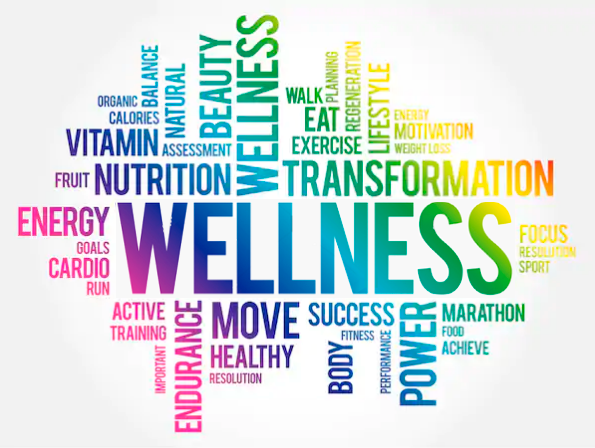 ORGANIC
CALORIES
BALANCE
NATURAL
BEAUTY
WELLNESS
VITAMIN
ASSESSMENT
FRUIT
NUTRITION
WALK
EAT
EXERCISE
PLANNING
REGENERATION
LIFESTYLE
ENERGY
MOTIVATION
WEIGHT LOSS
TRANSFORMATION
ENERGY
GOALS
CARDIO
RUN
WELLNESS
FOCUS
RESULUTION
SPORT
ACTIVE
TRAINING
IMPORTANT
ENDURANCE
MOVE
HEALTHY
RESOLUTION
SUCCESS
FITNESS
BODY
PERFORMANCE
POWER
MARATHON
FOOD
ACHIEVE